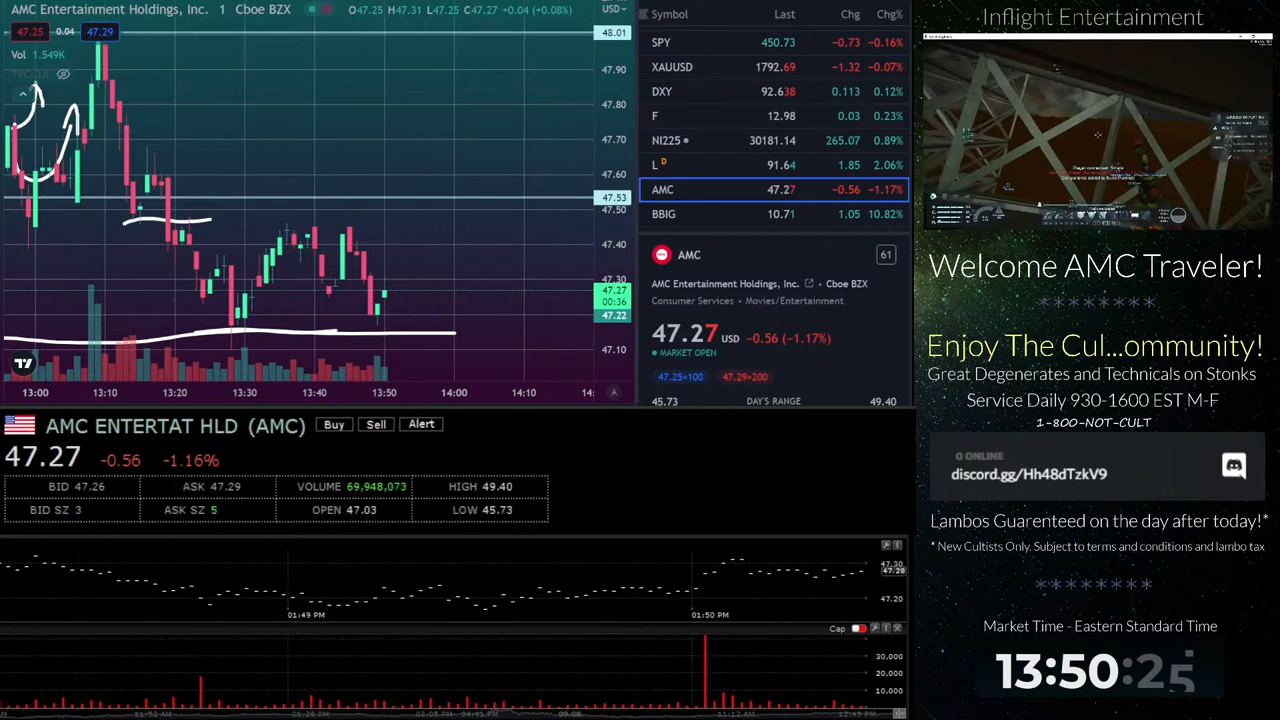 AMC Entertainment Holdings, Inc. 1 Cboe BZX O47.25 H47.31 L47.25 C47.27 +0.04 (+0.08%)
USD
47.25 0.04 47.29
Vol 1.549K
48.01
47.90
47.80
47.70
47.60
47.53
47.50
47.40
47.30
47.27
00:36
47.22
47.10
13:00 13:10 13:20 13:30 13:40 13:50 14:00 14: A
Symbol Last Chg Chg%
SPY 450.73 −0.73 −0.16%
XAUUSD 1792.69 −1.32 −0.07%
DXY 92.638 0.113 0.12%
F 12.98 0.03 0.23%
NI225 30181.14 265.07 0.89%
L D 91.64 1.85 2.06%
AMC 47.27 −0.56 −1.17%
BBIG 10.71 1.05 10.82%
AMC 61
AMC Entertainment Holdings, Inc. Cboe BZX
Consumer Services • Movies/Entertainment
47.27 USD −0.56 (−1.17%)
MARKET OPEN
47.25×100 47.29×200
45.73 DAY'S RANGE 49.40
AMC ENTERTAT HLD (AMC) Buy Sell Alert
47.27 -0.56 -1.16%
BID 47.26 ASK 47.29 VOLUME 69,948,073 HIGH 49.40
BID SZ 3 ASK SZ 5 OPEN 47.03 LOW 45.73
47.30
47.28
47.20
01:49 PM 01:50 PM
Cap
30,000
20,000
10,000
Inflight Entertainment
Welcome AMC Traveler!
********
Enjoy The Cul...ommunity!
Great Degenerates and Technicals on Stonks
Service Daily 930-1600 EST M-F
1-800-NOT-CULT
0 ONLINE
discord.gg/Hh48dTzkV9
Lambos Guarenteed on the day after today!*
* New Cultists Only. Subject to terms and conditions and lambo tax
********
Market Time - Eastern Standard Time
13:50:25